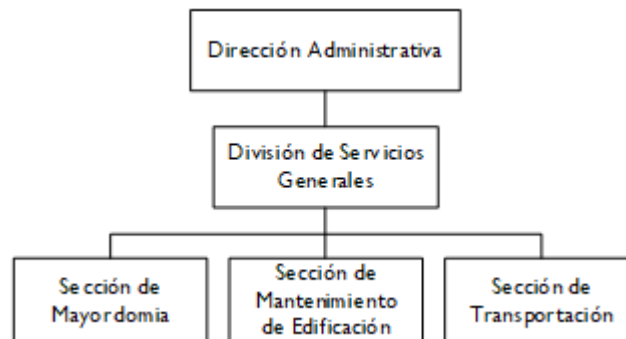 Dirección Administrativa
División de Servicios
Generales
Sección de
Mayordomia
Sección de
Mantenimiento
de Edificación
Sección de
Transportación